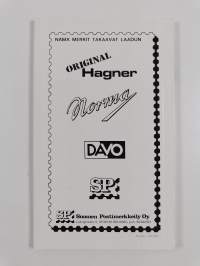 NÄMÄ MERKIT TAKAAVAT LAADUN
ORIGINAL
Hagner
Norma
DAVO
SP:
SP: Suomen Postimerkkeily Oy